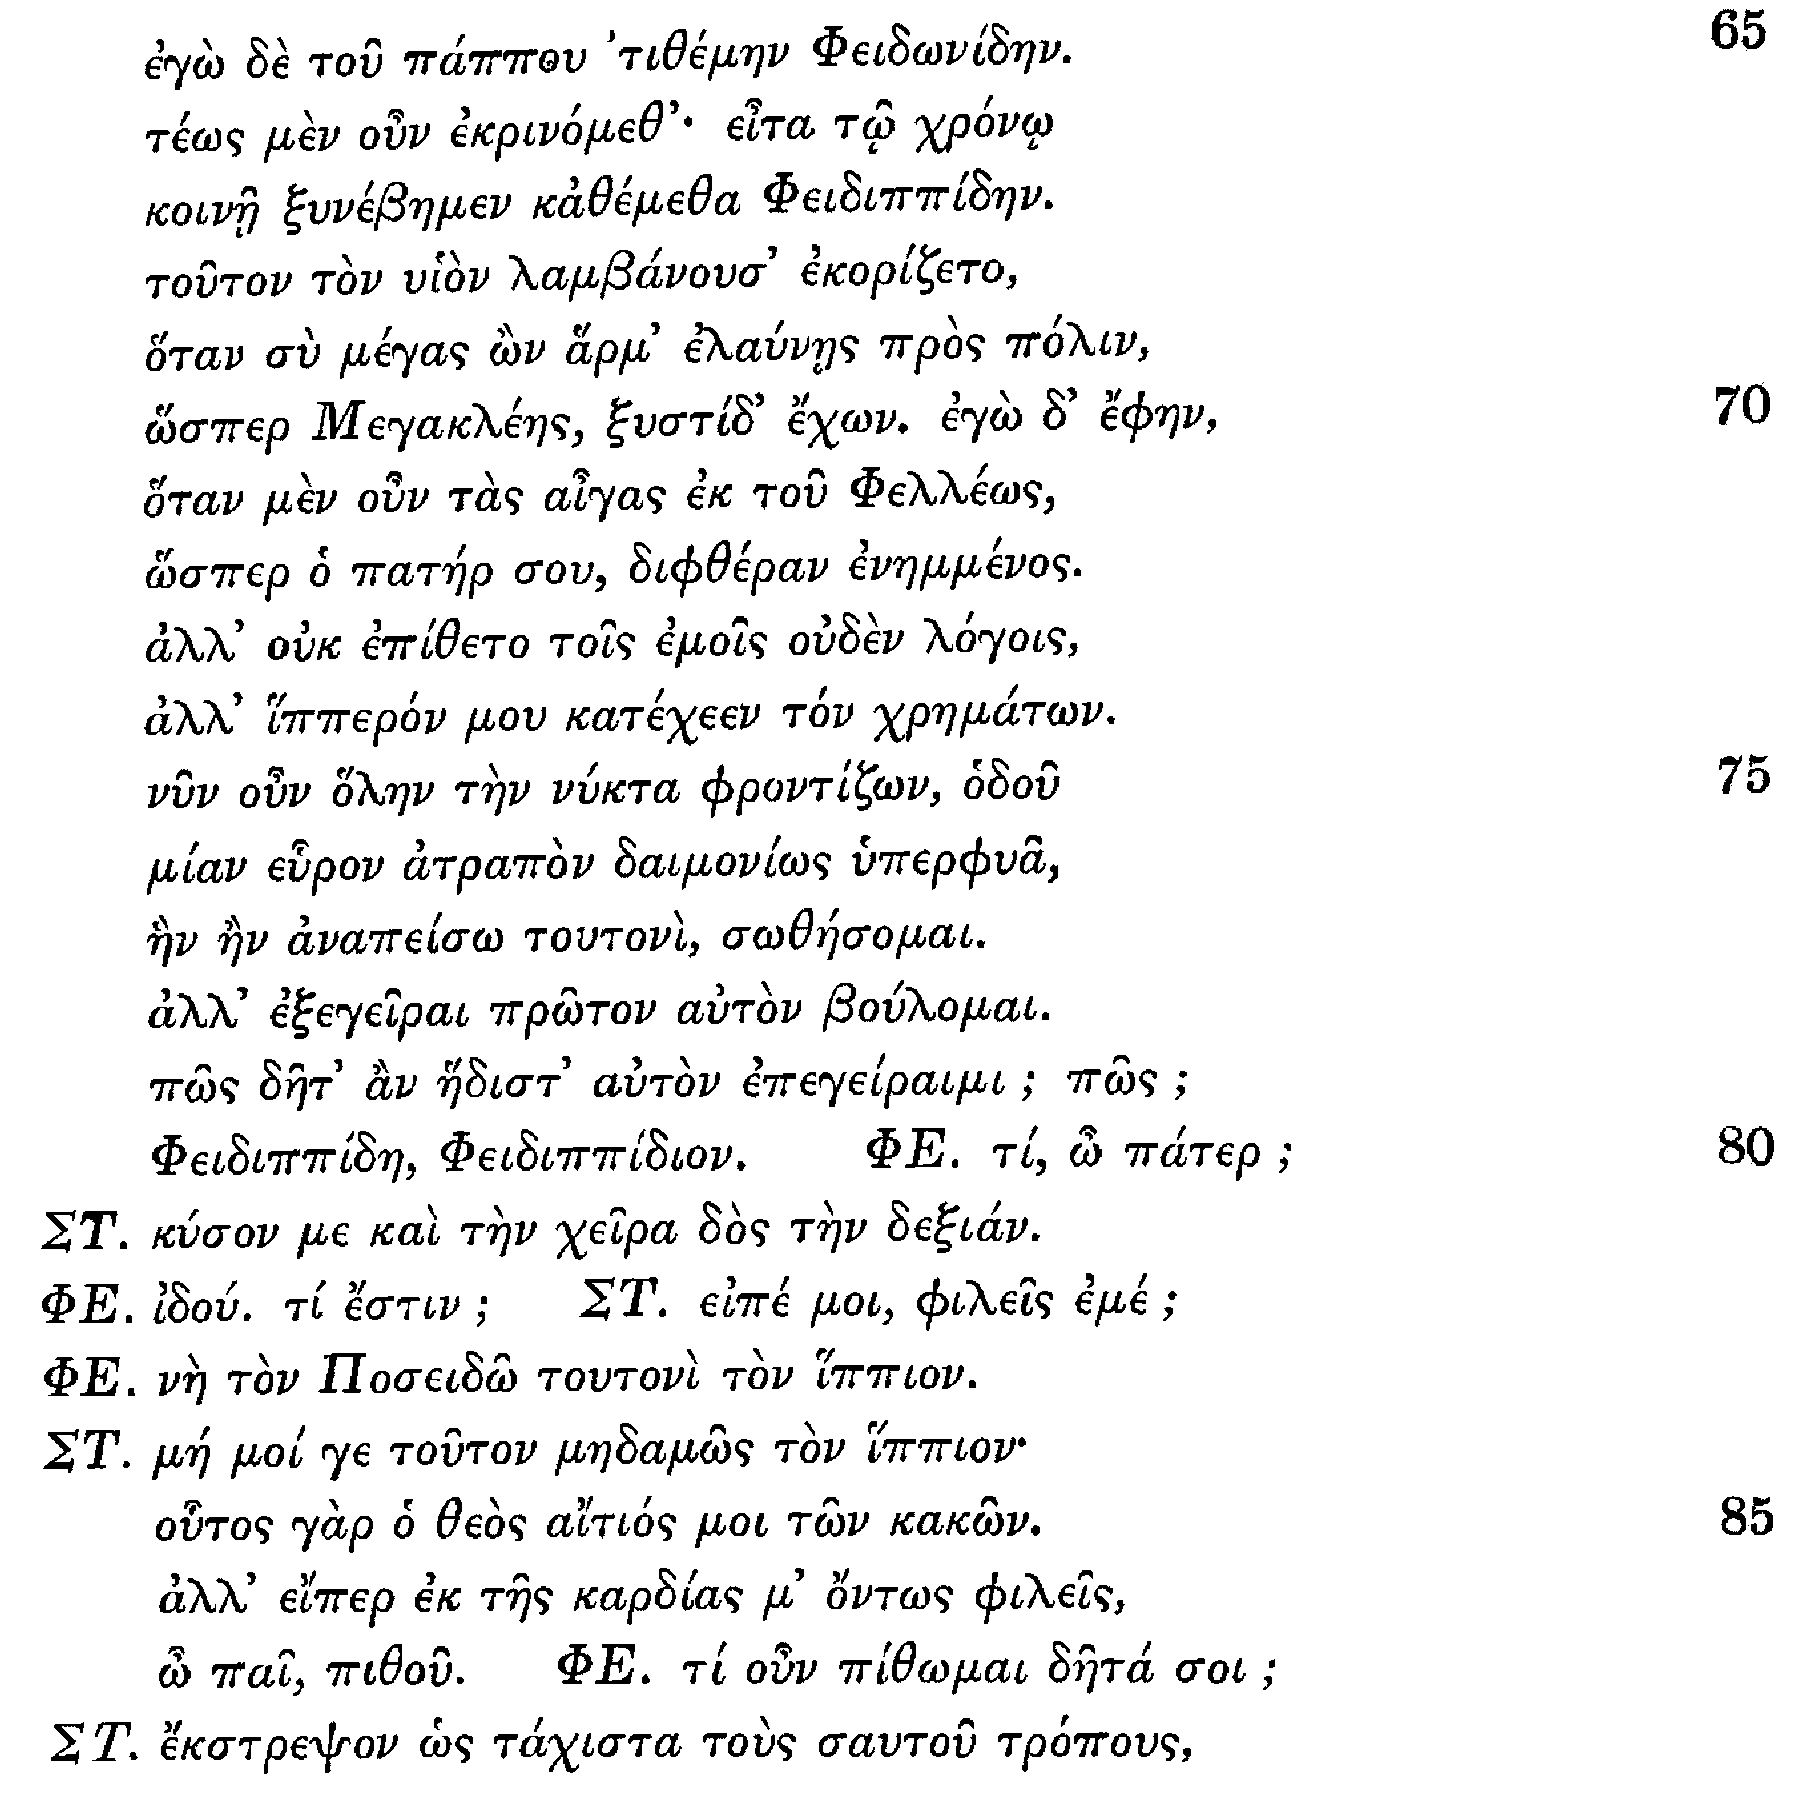 ἐγὼ δὲ τοῦ πάππου 'τιθέμην Φειδωνίδην. 65
τέως μὲν οὖν ἐκρινόμεθ'· εἶτα τῷ χρόνῳ
κοινῇ ξυνέβημεν κἀθέμεθα Φειδιππίδην.
τοῦτον τὸν υἱὸν λαμβάνουσ' ἐκορίζετο,
ὅταν σὺ μέγας ὢν ἅρμ' ἐλαύνῃς πρὸς πόλιν,
ὥσπερ Μεγακλέης, ξυστίδ' ἔχων. ἐγὼ δ' ἔφην, 70
ὅταν μὲν οὖν τὰς αἶγας ἐκ τοῦ Φελλέως,
ὥσπερ ὁ πατήρ σου, διφθέραν ἐνημμένος.
ἀλλ' οὐκ ἐπίθετο τοῖς ἐμοῖς οὐδὲν λόγοις,
ἀλλ' ἵππερόν μου κατέχεεν τόν χρημάτων.
νῦν οὖν ὅλην τὴν νύκτα φροντίζων, ὁδοῦ 75
μίαν εὗρον ἀτραπὸν δαιμονίως ὑπερφυᾶ,
ἣν ἢν ἀναπείσω τουτονὶ, σωθήσομαι.
ἀλλ' ἐξεγεῖραι πρῶτον αὐτὸν βούλομαι.
πῶς δῆτ' ἂν ἥδιστ' αὐτὸν ἐπεγείραιμι ; πῶς ;
Φειδιππίδη, Φειδιππίδιον. ΦΕ. τί, ὦ πάτερ ; 80
ΣΤ. κύσον με καὶ τὴν χεῖρα δὸς τὴν δεξιάν.
ΦΕ. ἰδού. τί ἔστιν ; ΣΤ. εἰπέ μοι, φιλεῖς ἐμέ ;
ΦΕ. νὴ τὸν Ποσειδῶ τουτονὶ τὸν ἵππιον.
ΣΤ. μή μοί γε τοῦτον μηδαμῶς τὸν ἵππιον·
οὗτος γὰρ ὁ θεὸς αἴτιός μοι τῶν κακῶν. 85
ἀλλ' εἴπερ ἐκ τῆς καρδίας μ' ὄντως φιλεῖς,
ὦ παῖ, πιθοῦ. ΦΕ. τί οὖν πίθωμαι δῆτά σοι ;
ΣΤ. ἔκστρεψον ὡς τάχιστα τοὺς σαυτοῦ τρόπους,